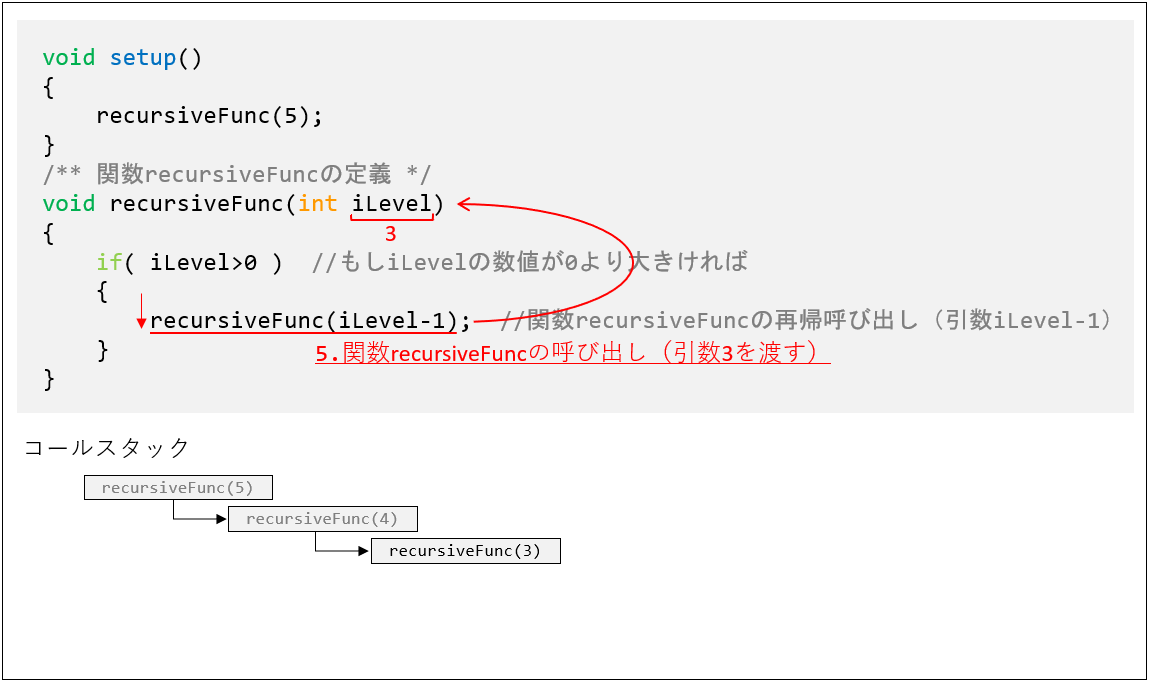 void setup()
{
recursiveFunc(5);
}
/** 関数recursiveFuncの定義 */
void recursiveFunc(int iLevel)
3
{
if( iLevel>0 ) //もしiLevelの数値が0より大きければ
{
recursiveFunc(iLevel-1); //関数recursiveFuncの再帰呼び出し（引数iLevel-1）
}
5.関数recursiveFuncの呼び出し（引数3を渡す）
}
コールスタック
recursiveFunc(5)
recursiveFunc(4)
recursiveFunc(3)